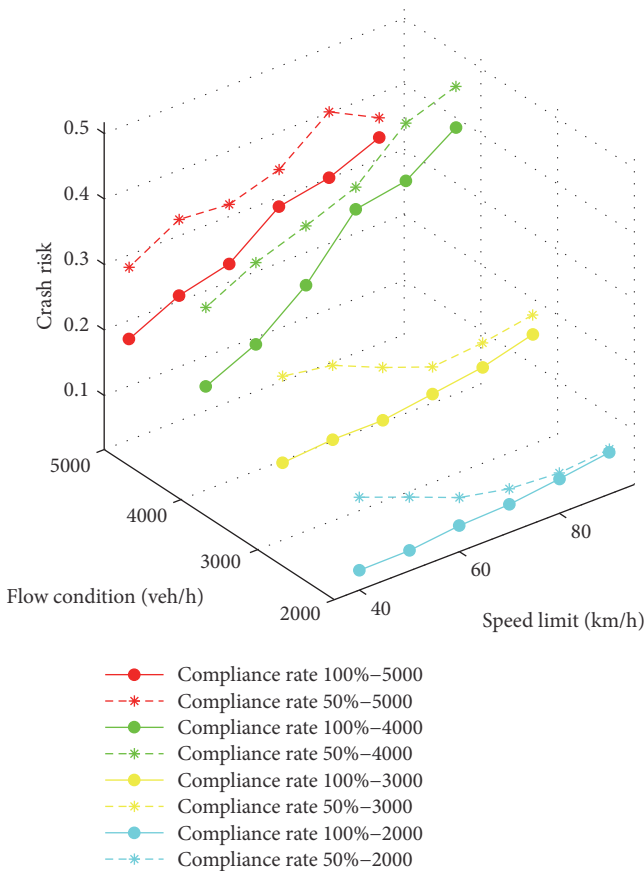 0.5
0.4
0.3
0.2
0.1
Crash risk
5000
4000
3000
2000
Flow condition (veh/h)
40
60
80
Speed limit (km/h)
Compliance rate 100%−5000
Compliance rate 50%−5000
Compliance rate 100%−4000
Compliance rate 50%−4000
Compliance rate 100%−3000
Compliance rate 50%−3000
Compliance rate 100%−2000
Compliance rate 50%−2000